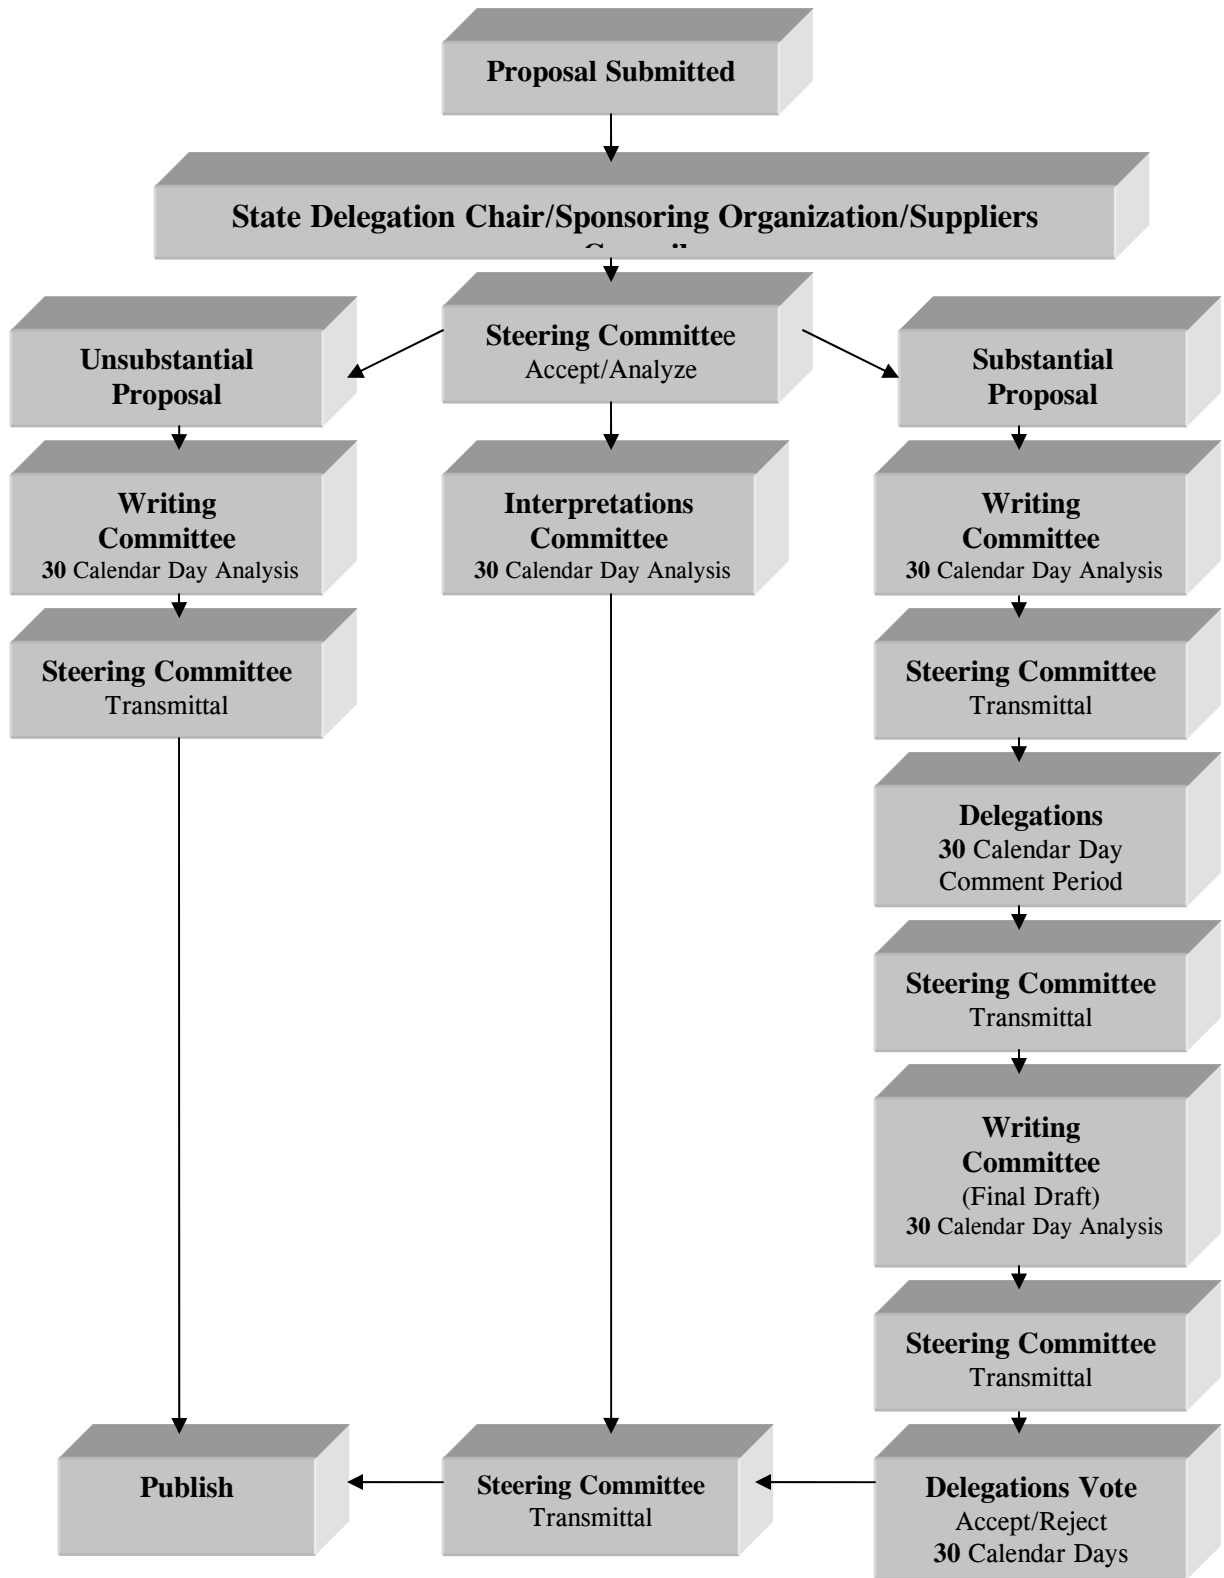 Proposal Submitted
State Delegation Chair/Sponsoring Organization/Suppliers
Steering Committee
Accept/Analyze
Unsubstantial
Proposal
Substantial
Proposal
Writing
Committee
30 Calendar Day Analysis
Interpretations
Committee
30 Calendar Day Analysis
Writing
Committee
30 Calendar Day Analysis
Steering Committee
Transmittal
Steering Committee
Transmittal
Delegations
30 Calendar Day
Comment Period
Steering Committee
Transmittal
Writing
Committee
(Final Draft)
30 Calendar Day Analysis
Steering Committee
Transmittal
Publish
Steering Committee
Transmittal
Delegations Vote
Accept/Reject
30 Calendar Days